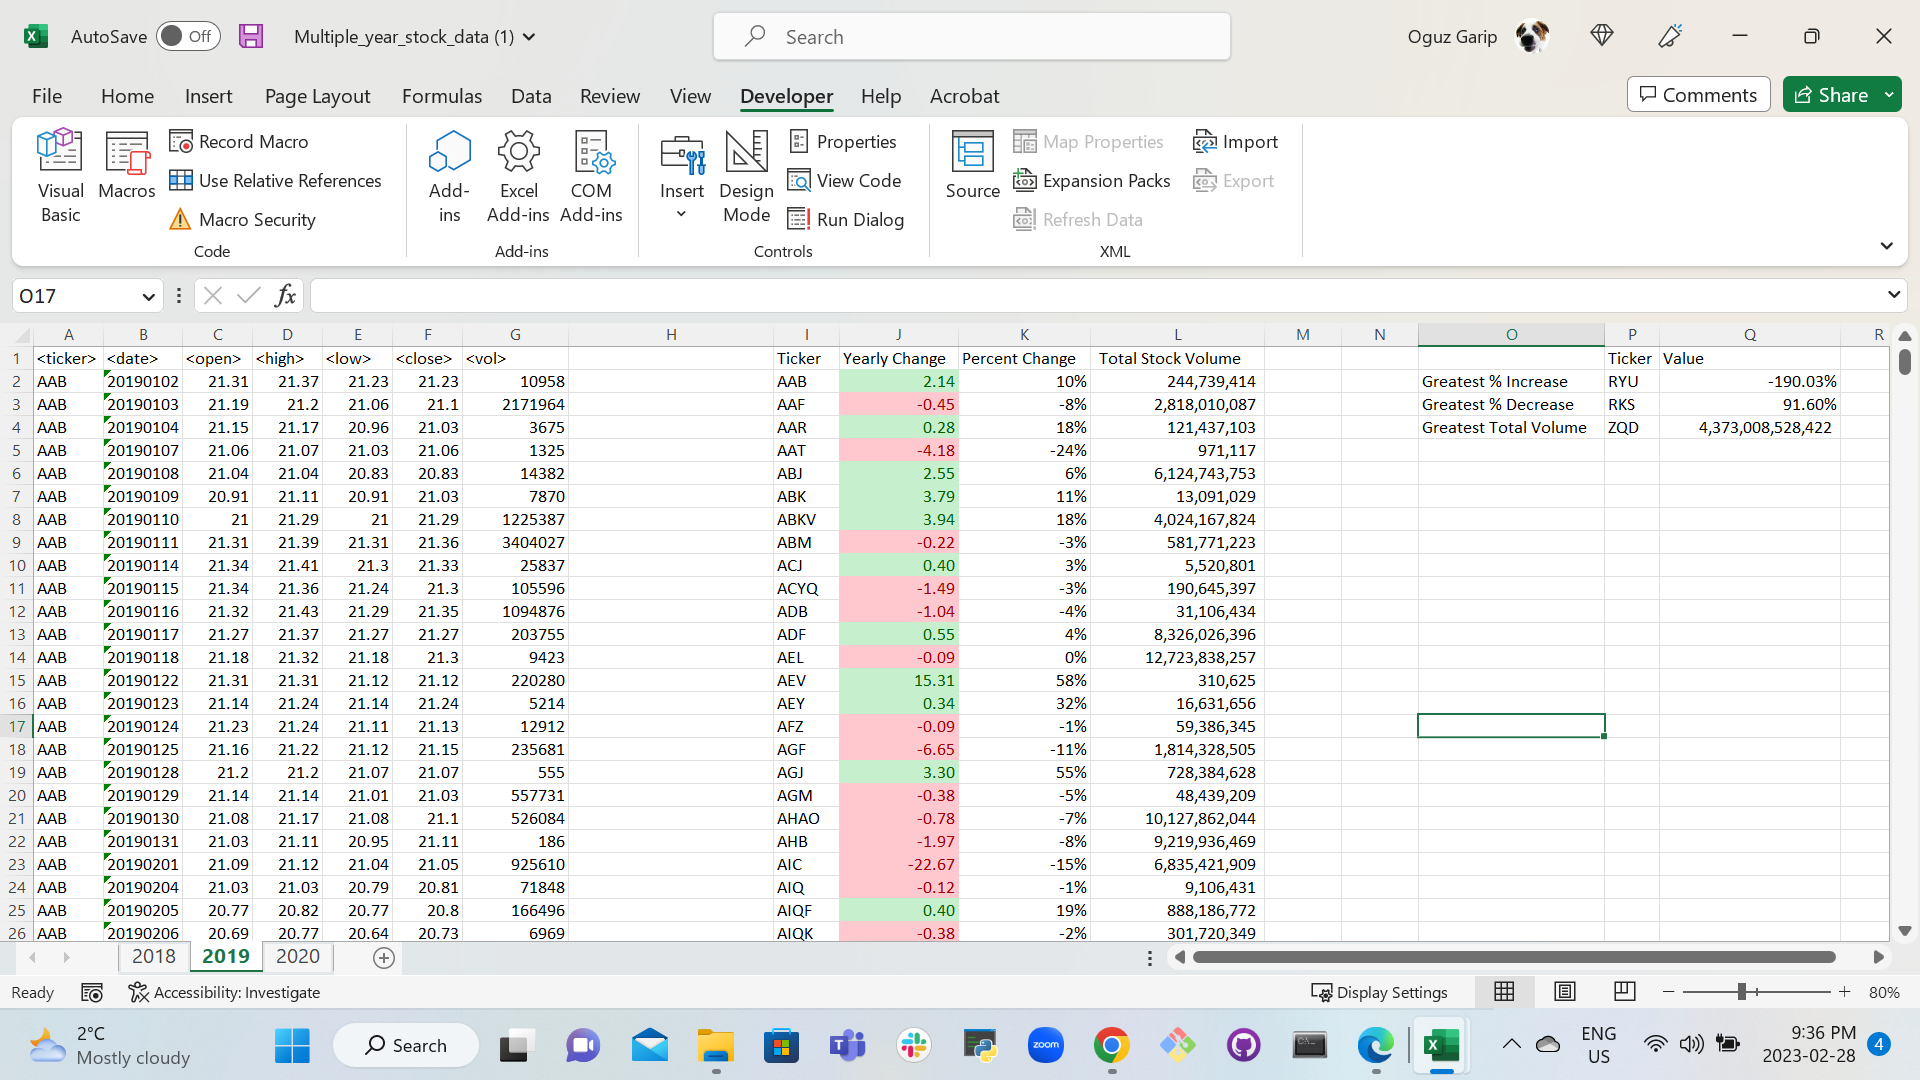 AutoSave Off Multiple_year_stock_data (1) Search Oguz Garip
File Home Insert Page Layout Formulas Data Review View Developer Help Acrobat Comments Share
Visual Basic
Macros
Record Macro
Use Relative References
Macro Security
Code
Add-ins
Excel Add-ins
COM Add-ins
Add-ins
Insert
Design Mode
Properties
View Code
Run Dialog
Controls
Source
Map Properties
Expansion Packs
Refresh Data
Import
Export
XML
O17 fx
A B C D E F G H I J K L M N O P Q R
1 <ticker> <date> <open> <high> <low> <close> <vol> Ticker Yearly Change Percent Change Total Stock Volume Ticker Value
2 AAB 20190102 21.31 21.37 21.23 21.23 10958 AAB 2.14 10% 244,739,414 Greatest % Increase RYU -190.03%
3 AAB 20190103 21.19 21.2 21.06 21.1 2171964 AAF -0.45 -8% 2,818,010,087 Greatest % Decrease RKS 91.60%
4 AAB 20190104 21.15 21.17 20.96 21.03 3675 AAR 0.28 18% 121,437,103 Greatest Total Volume ZQD 4,373,008,528,422
5 AAB 20190107 21.06 21.07 21.03 21.06 1325 AAT -4.18 -24% 971,117
6 AAB 20190108 21.04 21.04 20.83 20.83 14382 ABJ 2.55 6% 6,124,743,753
7 AAB 20190109 20.91 21.11 20.91 21.03 7870 ABK 3.79 11% 13,091,029
8 AAB 20190110 21 21.29 21 21.29 1225387 ABKV 3.94 18% 4,024,167,824
9 AAB 20190111 21.31 21.39 21.31 21.36 3404027 ABM -0.22 -3% 581,771,223
10 AAB 20190114 21.34 21.41 21.3 21.33 25837 ACJ 0.40 3% 5,520,801
11 AAB 20190115 21.34 21.36 21.24 21.3 105596 ACYQ -1.49 -3% 190,645,397
12 AAB 20190116 21.32 21.43 21.29 21.35 1094876 ADB -1.04 -4% 31,106,434
13 AAB 20190117 21.27 21.37 21.27 21.27 203755 ADF 0.55 4% 8,326,026,396
14 AAB 20190118 21.18 21.32 21.18 21.3 9423 AEL -0.09 0% 12,723,838,257
15 AAB 20190122 21.31 21.31 21.12 21.12 220280 AEV 15.31 58% 310,625
16 AAB 20190123 21.14 21.24 21.14 21.24 5214 AEY 0.34 32% 16,631,656
17 AAB 20190124 21.23 21.24 21.11 21.13 12912 AFZ -0.09 -1% 59,386,345
18 AAB 20190125 21.16 21.22 21.12 21.15 235681 AGF -6.65 -11% 1,814,328,505
19 AAB 20190128 21.2 21.2 21.07 21.07 555 AGJ 3.30 55% 728,384,628
20 AAB 20190129 21.14 21.14 21.01 21.03 557731 AGM -0.38 -5% 48,439,209
21 AAB 20190130 21.08 21.17 21.08 21.1 526084 AHAO -0.78 -7% 10,127,862,044
22 AAB 20190131 21.03 21.11 20.95 21.11 186 AHB -1.97 -8% 9,219,936,469
23 AAB 20190201 21.09 21.12 21.04 21.05 925610 AIC -22.67 -15% 6,835,421,909
24 AAB 20190204 21.03 21.03 20.79 20.81 71848 AIQ -0.12 -1% 9,106,431
25 AAB 20190205 20.77 20.82 20.77 20.8 166496 AIQF 0.40 19% 888,186,772
26 AAB 20190206 20.69 20.77 20.64 20.73 6969 AIQK -0.38 -2% 301,720,349
2018 2019 2020
Ready Accessibility: Investigate Display Settings 80%
2°C
Mostly cloudy
Search
zoom
ENG
US
9:36 PM
2023-02-28
4